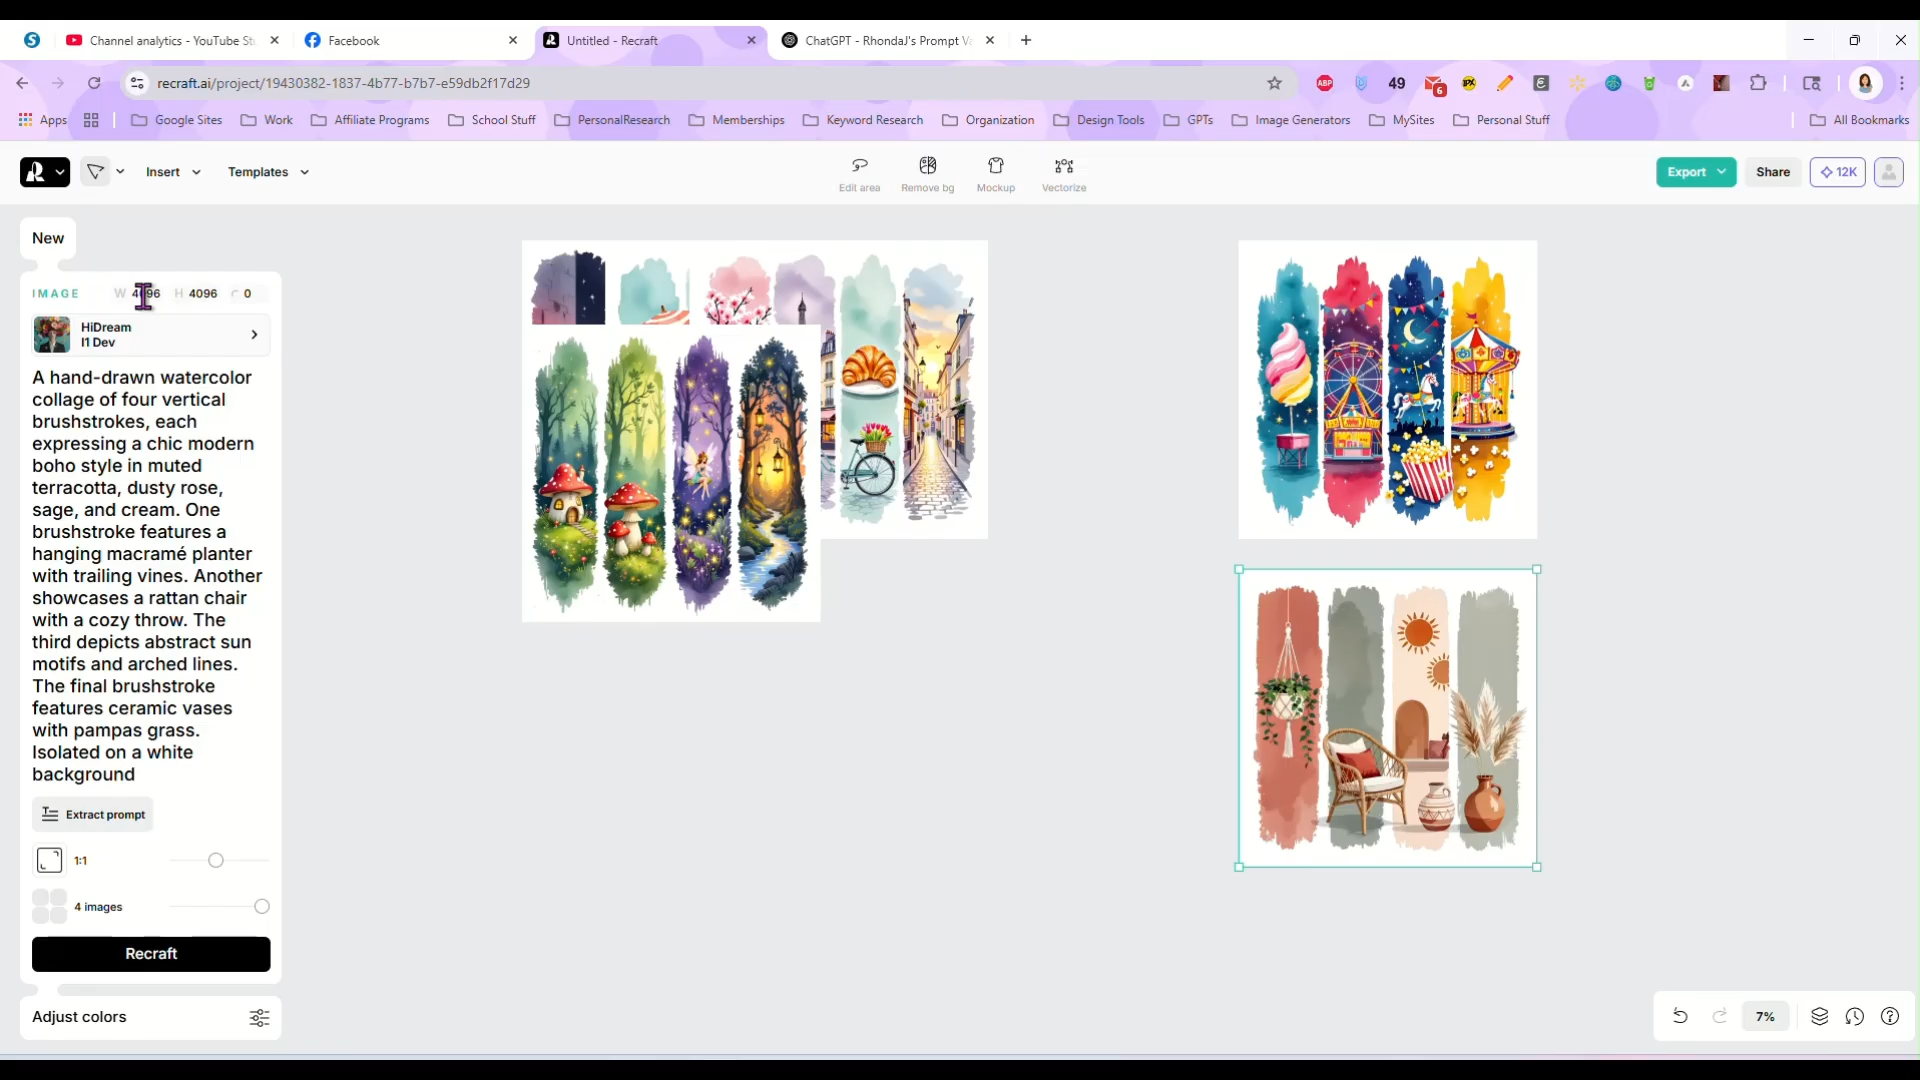 Channel analytics - YouTube St
Facebook
Untitled - Recraft
ChatGPT - RhondaJ's Prompt Va
recraft.ai/project/19430382-1837-4b77-b7b7-e59db2f17d29
ABP
49
6
IPX
Apps
Google Sites
Work
Affiliate Programs
School Stuff
PersonalResearch
Memberships
Keyword Research
Organization
Design Tools
GPTs
Image Generators
MySites
Personal Stuff
All Bookmarks
Insert
Templates
Edit area
Remove bg
Mockup
Vectorize
Export
Share
12K
New
IMAGE W 4096 H 4096 0
HiDream
I1 Dev
A hand-drawn watercolor
collage of four vertical
brushstrokes, each
expressing a chic modern
boho style in muted
terracotta, dusty rose,
sage, and cream. One
brushstroke features a
hanging macramé planter
with trailing vines. Another
showcases a rattan chair
with a cozy throw. The
third depicts abstract sun
motifs and arched lines.
The final brushstroke
features ceramic vases
with pampas grass.
Isolated on a white
background
Extract prompt
1:1
4 images
Recraft
Adjust colors
7%